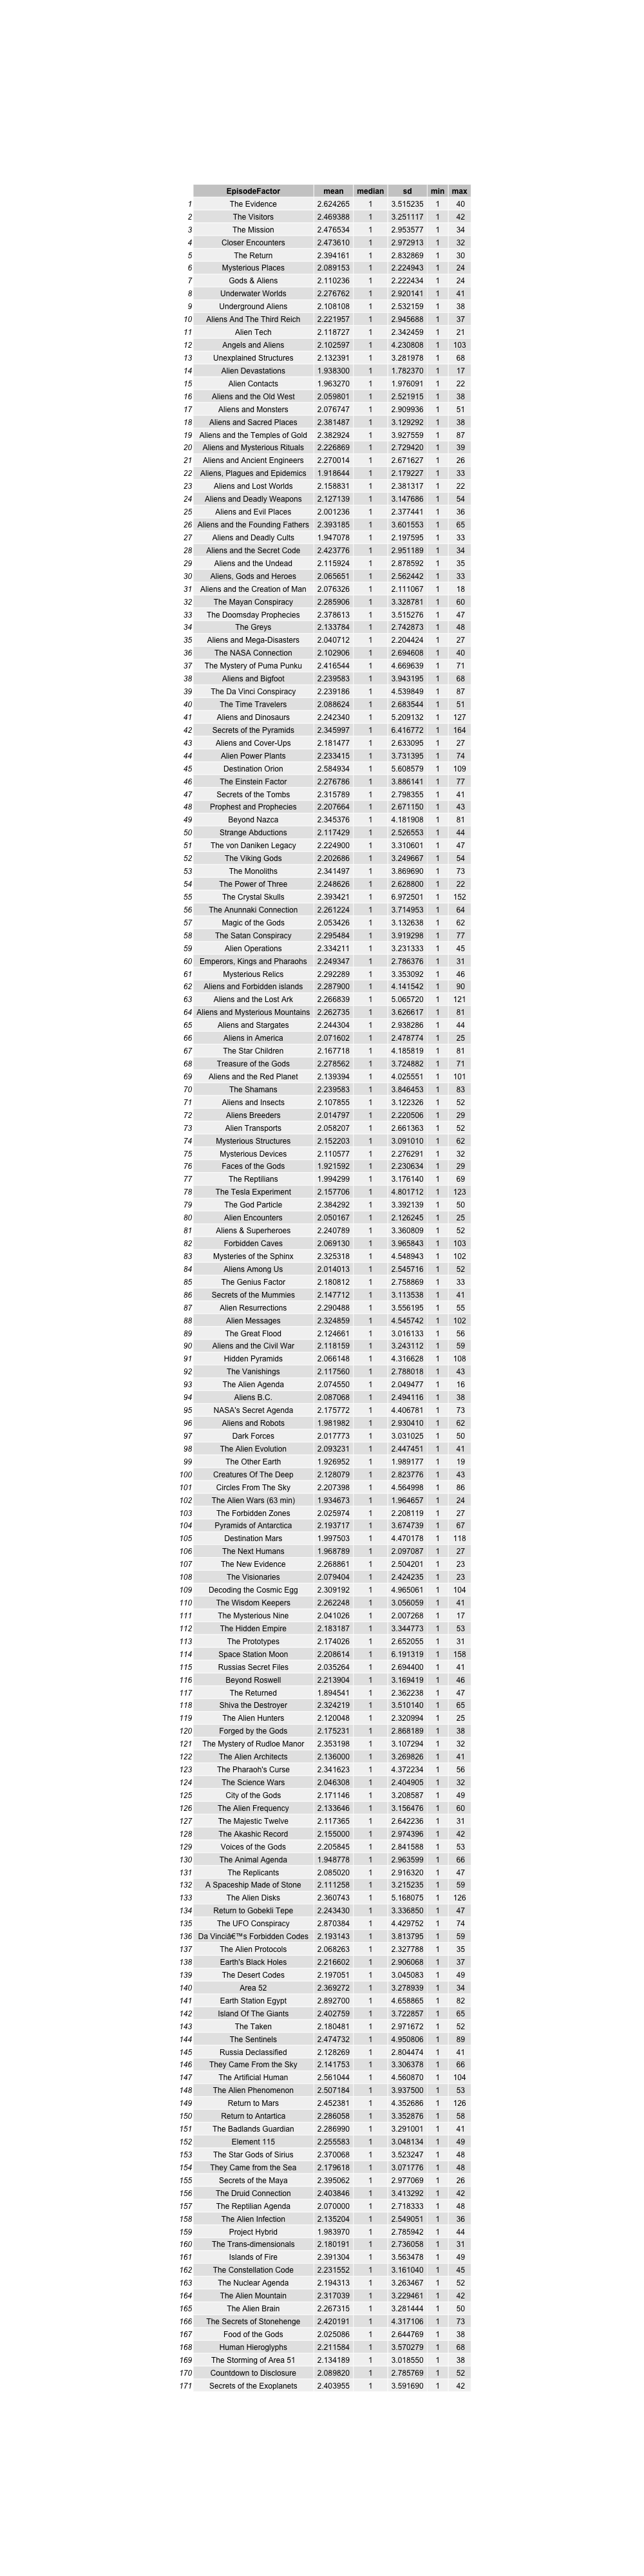 EpisodeFactor mean median sd min max
1 The Evidence 2.624265 1 3.515235 1 40
2 The Visitors 2.469388 1 3.251117 1 42
3 The Mission 2.476534 1 2.953577 1 34
4 Closer Encounters 2.473610 1 2.972913 1 32
5 The Return 2.394161 1 2.832869 1 30
6 Mysterious Places 2.089153 1 2.224943 1 24
7 Gods & Aliens 2.110236 1 2.222434 1 24
8 Underwater Worlds 2.276762 1 2.920141 1 41
9 Underground Aliens 2.108108 1 2.532159 1 38
10 Aliens And The Third Reich 2.221957 1 2.945688 1 37
11 Alien Tech 2.118727 1 2.342459 1 21
12 Angels and Aliens 2.102597 1 4.230808 1 103
13 Unexplained Structures 2.132391 1 3.281978 1 68
14 Alien Devastations 1.938300 1 1.782370 1 17
15 Alien Contacts 1.963270 1 1.976091 1 22
16 Aliens and the Old West 2.059801 1 2.521915 1 38
17 Aliens and Monsters 2.076747 1 2.909936 1 51
18 Aliens and Sacred Places 2.381487 1 3.129292 1 38
19 Aliens and the Temples of Gold 2.382924 1 3.927559 1 87
20 Aliens and Mysterious Rituals 2.226869 1 2.729420 1 39
21 Aliens and Ancient Engineers 2.270014 1 2.671627 1 26
22 Aliens, Plagues and Epidemics 1.918644 1 2.179227 1 33
23 Aliens and Lost Worlds 2.158831 1 2.381317 1 22
24 Aliens and Deadly Weapons 2.127139 1 3.147686 1 54
25 Aliens and Evil Places 2.001236 1 2.377441 1 36
26 Aliens and the Founding Fathers 2.393185 1 3.601553 1 65
27 Aliens and Deadly Cults 1.947078 1 2.197595 1 33
28 Aliens and the Secret Code 2.423776 1 2.951189 1 34
29 Aliens and the Undead 2.115924 1 2.878592 1 35
30 Aliens, Gods and Heroes 2.065651 1 2.562442 1 33
31 Aliens and the Creation of Man 2.076326 1 2.111067 1 18
32 The Mayan Conspiracy 2.285906 1 3.328781 1 60
33 The Doomsday Prophecies 2.378613 1 3.515276 1 47
34 The Greys 2.133784 1 2.742873 1 48
35 Aliens and Mega-Disasters 2.040712 1 2.204424 1 27
36 The NASA Connection 2.102906 1 2.694608 1 40
37 The Mystery of Puma Punku 2.416544 1 4.669639 1 71
38 Aliens and Bigfoot 2.239583 1 3.943195 1 68
39 The Da Vinci Conspiracy 2.239186 1 4.539849 1 87
40 The Time Travelers 2.088624 1 2.683544 1 51
41 Aliens and Dinosaurs 2.242340 1 5.209132 1 127
42 Secrets of the Pyramids 2.345997 1 6.416772 1 164
43 Aliens and Cover-Ups 2.181477 1 2.633095 1 27
44 Alien Power Plants 2.233415 1 3.731395 1 74
45 Destination Orion 2.584934 1 5.608579 1 109
46 The Einstein Factor 2.276786 1 3.886141 1 77
47 Secrets of the Tombs 2.315789 1 2.798355 1 41
48 Prophest and Prophecies 2.207664 1 2.671150 1 43
49 Beyond Nazca 2.345376 1 4.181908 1 81
50 Strange Abductions 2.117429 1 2.526553 1 44
51 The von Daniken Legacy 2.224900 1 3.310601 1 47
52 The Viking Gods 2.202686 1 3.249667 1 54
53 The Monoliths 2.341497 1 3.869690 1 73
54 The Power of Three 2.248626 1 2.628800 1 22
55 The Crystal Skulls 2.393421 1 6.972501 1 152
56 The Anunnaki Connection 2.261224 1 3.714953 1 64
57 Magic of the Gods 2.053426 1 3.132638 1 62
58 The Satan Conspiracy 2.295484 1 3.919298 1 77
59 Alien Operations 2.334211 1 3.231333 1 45
60 Emperors, Kings and Pharaohs 2.249347 1 2.786376 1 31
61 Mysterious Relics 2.292289 1 3.353092 1 46
62 Aliens and Forbidden islands 2.287900 1 4.141542 1 90
63 Aliens and the Lost Ark 2.266839 1 5.065720 1 121
64 Aliens and Mysterious Mountains 2.262735 1 3.626617 1 81
65 Aliens and Stargates 2.244304 1 2.938286 1 44
66 Aliens in America 2.071602 1 2.478774 1 25
67 The Star Children 2.167718 1 4.185819 1 81
68 Treasure of the Gods 2.278562 1 3.724882 1 71
69 Aliens and the Red Planet 2.139394 1 4.025551 1 101
70 The Shamans 2.239583 1 3.846453 1 83
71 Aliens and Insects 2.107855 1 3.122326 1 52
72 Aliens Breeders 2.014797 1 2.220506 1 29
73 Alien Transports 2.058207 1 2.661363 1 52
74 Mysterious Structures 2.152203 1 3.091010 1 62
75 Mysterious Devices 2.110577 1 2.276291 1 32
76 Faces of the Gods 1.921592 1 2.230634 1 29
77 The Reptilians 1.994299 1 3.176140 1 69
78 The Tesla Experiment 2.157706 1 4.801712 1 123
79 The God Particle 2.384292 1 3.392139 1 50
80 Alien Encounters 2.050167 1 2.126245 1 25
81 Aliens & Superheroes 2.240789 1 3.360809 1 52
82 Forbidden Caves 2.069130 1 3.965843 1 103
83 Mysteries of the Sphinx 2.325318 1 4.548943 1 102
84 Aliens Among Us 2.014013 1 2.545716 1 52
85 The Genius Factor 2.180812 1 2.758869 1 33
86 Secrets of the Mummies 2.147712 1 3.113538 1 41
87 Alien Resurrections 2.290488 1 3.556195 1 55
88 Alien Messages 2.324859 1 4.545742 1 102
89 The Great Flood 2.124661 1 3.016133 1 56
90 Aliens and the Civil War 2.118159 1 3.243112 1 59
91 Hidden Pyramids 2.066148 1 4.316628 1 108
92 The Vanishings 2.117560 1 2.788018 1 43
93 The Alien Agenda 2.074550 1 2.049477 1 16
94 Aliens B.C. 2.087068 1 2.494116 1 38
95 NASA's Secret Agenda 2.175772 1 4.406781 1 73
96 Aliens and Robots 1.981982 1 2.930410 1 62
97 Dark Forces 2.017773 1 3.031025 1 50
98 The Alien Evolution 2.093231 1 2.447451 1 41
99 The Other Earth 1.926952 1 1.989177 1 19
100 Creatures Of The Deep 2.128079 1 2.823776 1 43
101 Circles From The Sky 2.207398 1 4.564998 1 86
102 The Alien Wars (63 min) 1.934673 1 1.964657 1 24
103 The Forbidden Zones 2.025974 1 2.208119 1 27
104 Pyramids of Antarctica 2.193717 1 3.674739 1 67
105 Destination Mars 1.997503 1 4.470178 1 118
106 The Next Humans 1.968789 1 2.097087 1 27
107 The New Evidence 2.268861 1 2.504201 1 23
108 The Visionaries 2.079404 1 2.424235 1 23
109 Decoding the Cosmic Egg 2.309192 1 4.965061 1 104
110 The Wisdom Keepers 2.262248 1 3.056059 1 41
111 The Mysterious Nine 2.041026 1 2.007268 1 17
112 The Hidden Empire 2.183187 1 3.344773 1 53
113 The Prototypes 2.174026 1 2.652055 1 31
114 Space Station Moon 2.208614 1 6.191319 1 158
115 Russias Secret Files 2.035264 1 2.694400 1 41
116 Beyond Roswell 2.213904 1 3.169419 1 46
117 The Returned 1.894541 1 2.362238 1 47
118 Shiva the Destroyer 2.324219 1 3.510140 1 65
119 The Alien Hunters 2.120048 1 2.320994 1 25
120 Forged by the Gods 2.175231 1 2.868189 1 38
121 The Mystery of Rudloe Manor 2.353198 1 3.107294 1 32
122 The Alien Architects 2.136000 1 3.269826 1 41
123 The Pharaoh's Curse 2.341623 1 4.372234 1 56
124 The Science Wars 2.046308 1 2.404905 1 32
125 City of the Gods 2.171146 1 3.208587 1 49
126 The Alien Frequency 2.133646 1 3.156476 1 60
127 The Majestic Twelve 2.117365 1 2.642236 1 31
128 The Akashic Record 2.155000 1 2.974396 1 42
129 Voices of the Gods 2.205845 1 2.841588 1 53
130 The Animal Agenda 1.948778 1 2.963599 1 66
131 The Replicants 2.085020 1 2.916320 1 47
132 A Spaceship Made of Stone 2.111258 1 3.215235 1 59
133 The Alien Disks 2.360743 1 5.168075 1 126
134 Return to Gobekli Tepe 2.243430 1 3.336850 1 47
135 The UFO Conspiracy 2.870384 1 4.429752 1 74
136 Da Vinciâ€™s Forbidden Codes 2.193143 1 3.813795 1 59
137 The Alien Protocols 2.068263 1 2.327788 1 35
138 Earth's Black Holes 2.216602 1 2.906068 1 37
139 The Desert Codes 2.197051 1 3.045083 1 49
140 Area 52 2.369272 1 3.278939 1 34
141 Earth Station Egypt 2.892700 1 4.658865 1 82
142 Island Of The Giants 2.402759 1 3.722857 1 65
143 The Taken 2.180481 1 2.971672 1 52
144 The Sentinels 2.474732 1 4.950806 1 89
145 Russia Declassified 2.128269 1 2.804474 1 41
146 They Came From the Sky 2.141753 1 3.306378 1 66
147 The Artificial Human 2.561044 1 4.560870 1 104
148 The Alien Phenomenon 2.507184 1 3.937500 1 53
149 Return to Mars 2.452381 1 4.352686 1 126
150 Return to Antartica 2.286058 1 3.352876 1 58
151 The Badlands Guardian 2.286990 1 3.291001 1 41
152 Element 115 2.255583 1 3.048134 1 49
153 The Star Gods of Sirius 2.370068 1 3.523247 1 48
154 They Came from the Sea 2.179618 1 3.071776 1 48
155 Secrets of the Maya 2.395062 1 2.977069 1 26
156 The Druid Connection 2.403846 1 3.413292 1 42
157 The Reptilian Agenda 2.070000 1 2.718333 1 48
158 The Alien Infection 2.135204 1 2.549051 1 36
159 Project Hybrid 1.983970 1 2.785942 1 44
160 The Trans-dimensionals 2.180191 1 2.736058 1 31
161 Islands of Fire 2.391304 1 3.563478 1 49
162 The Constellation Code 2.231552 1 3.161040 1 45
163 The Nuclear Agenda 2.194313 1 3.263467 1 52
164 The Alien Mountain 2.317039 1 3.229461 1 42
165 The Alien Brain 2.267315 1 3.281444 1 50
166 The Secrets of Stonehenge 2.420191 1 4.317106 1 73
167 Food of the Gods 2.025086 1 2.644769 1 38
168 Human Hieroglyphs 2.211584 1 3.570279 1 68
169 The Storming of Area 51 2.134189 1 3.018550 1 38
170 Countdown to Disclosure 2.089820 1 2.785769 1 52
171 Secrets of the Exoplanets 2.403955 1 3.591690 1 42